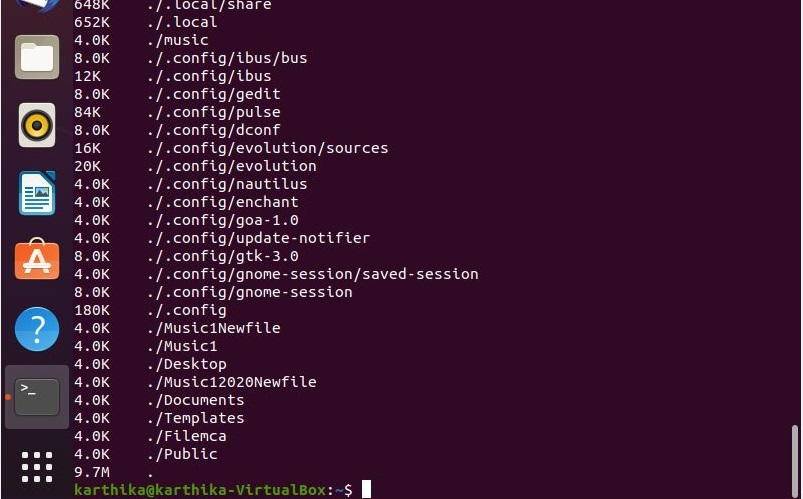 648K ./.local/share
652K ./.local
4.0K ./music
8.0K ./.config/ibus/bus
12K ./.config/ibus
8.0K ./.config/gedit
84K ./.config/pulse
8.0K ./.config/dconf
16K ./.config/evolution/sources
20K ./.config/evolution
4.0K ./.config/nautilus
4.0K ./.config/enchant
4.0K ./.config/goa-1.0
4.0K ./.config/update-notifier
8.0K ./.config/gtk-3.0
4.0K ./.config/gnome-session/saved-session
8.0K ./.config/gnome-session
180K ./.config
4.0K ./Music1Newfile
4.0K ./Music1
4.0K ./Desktop
4.0K ./Music12020Newfile
4.0K ./Documents
4.0K ./Templates
4.0K ./Filemca
4.0K ./Public
9.7M .
karthika@karthika-VirtualBox:~$